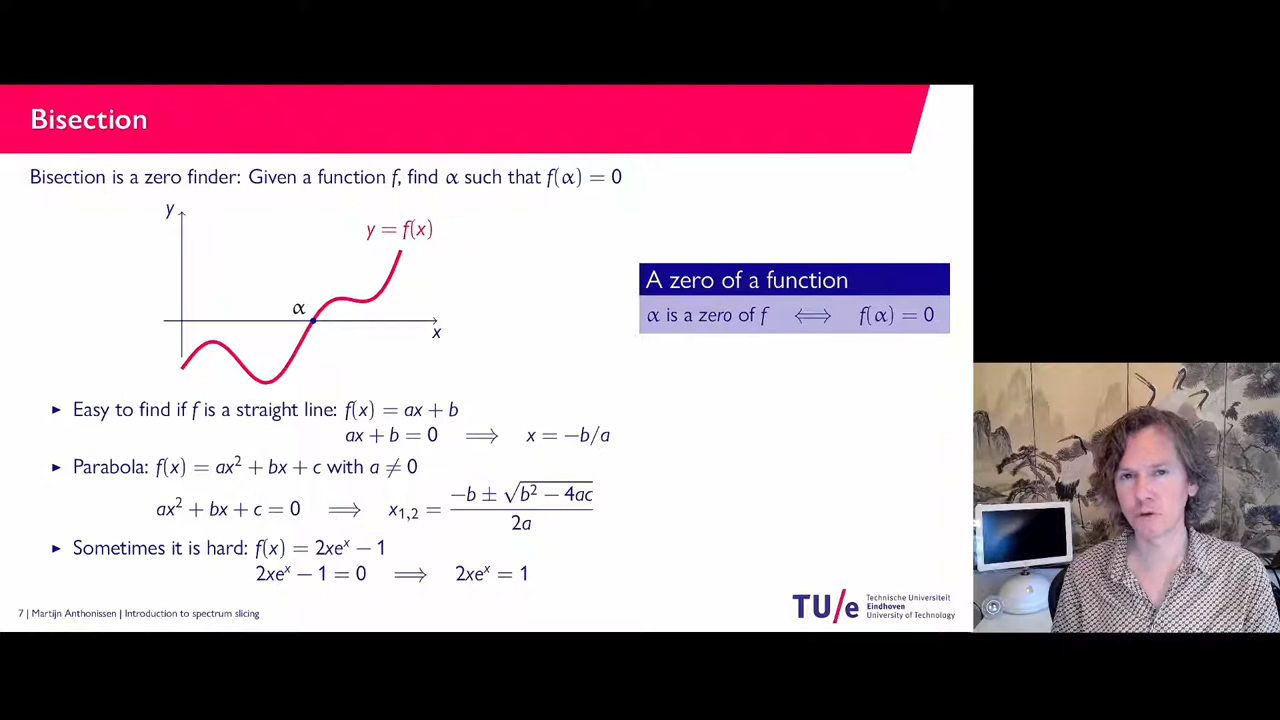 Bisection
Bisection is a zero finder: Given a function f, find α such that f(α) = 0
y
y = f(x)
α
x
A zero of a function
α is a zero of f ⟺ f(α) = 0
▸ Easy to find if f is a straight line: f(x) = ax + b
ax + b = 0 ⟹ x = −b/a
▸ Parabola: f(x) = ax² + bx + c with a ≠ 0
ax² + bx + c = 0 ⟹ x₁,₂ = (−b ± √(b² − 4ac)) / 2a
▸ Sometimes it is hard: f(x) = 2xeˣ − 1
2xeˣ − 1 = 0 ⟹ 2xeˣ = 1
7 | Martijn Anthonissen | Introduction to spectrum slicing
TU/e
Technische Universiteit
Eindhoven
University of Technology